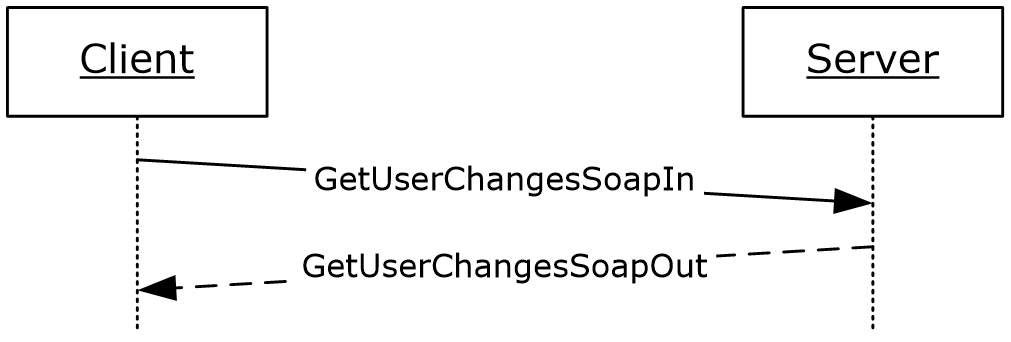 Client
Server
GetUserChangesSoapIn
GetUserChangesSoapOut